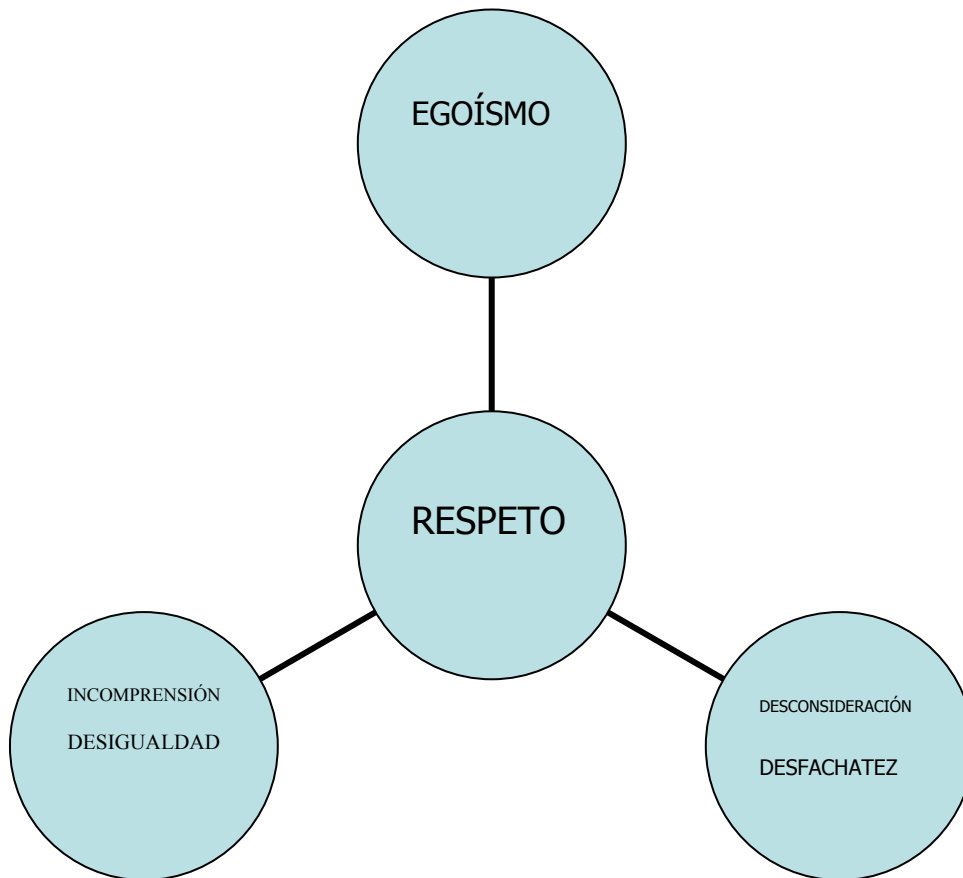 EGOÍSMO
RESPETO
INCOMPRENSIÓN
DESIGUALDAD
DESCONSIDERACIÓN
DESFACHATEZ